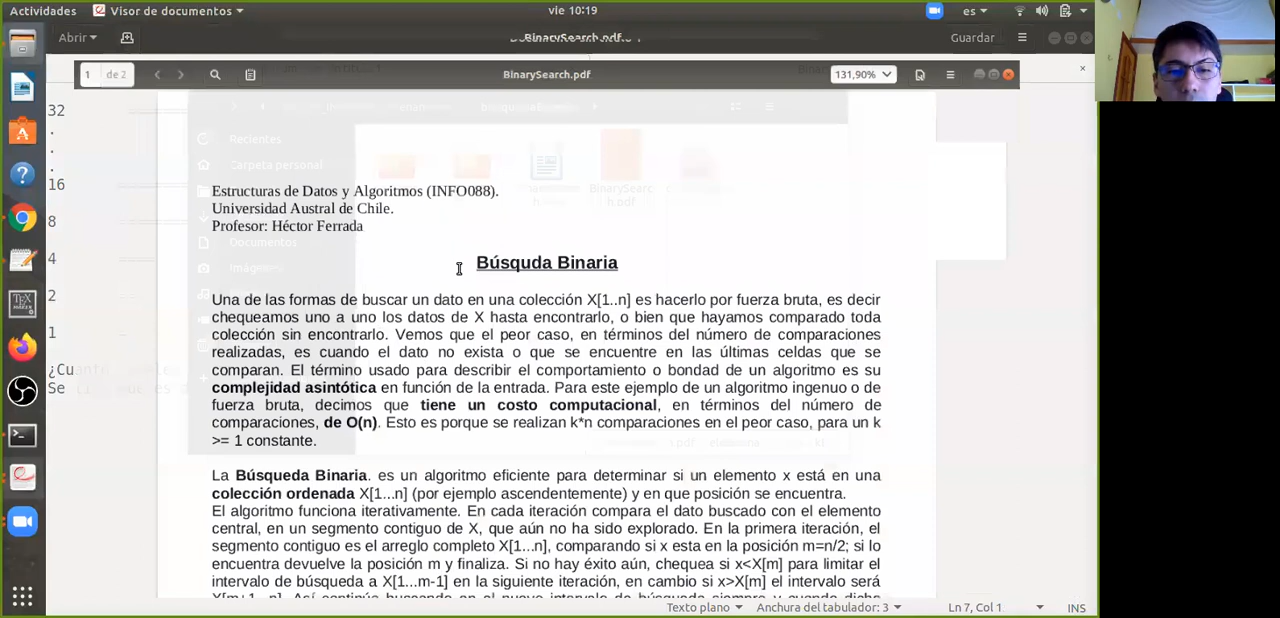 Actividades Visor de documentos vie 10:19 es
Abrir BinarySearch.pdf Guardar
1 de 2 BinarySearch.pdf 131,90%
32
.
.
.
16
8
4
2
1
Recientes
Carpeta personal
Documentos
Imágenes
Estructuras de Datos y Algoritmos (INFO088).
Universidad Austral de Chile.
Profesor: Héctor Ferrada
Búsquda Binaria
Una de las formas de buscar un dato en una colección X[1..n] es hacerlo por fuerza bruta, es decir
chequeamos uno a uno los datos de X hasta encontrarlo, o bien que hayamos comparado toda
colección sin encontrarlo. Vemos que el peor caso, en términos del número de comparaciones
realizadas, es cuando el dato no exista o que se encuentre en las últimas celdas que se
comparan. El término usado para describir el comportamiento o bondad de un algoritmo es su
complejidad asintótica en función de la entrada. Para este ejemplo de un algoritmo ingenuo o de
fuerza bruta, decimos que tiene un costo computacional, en términos del número de
comparaciones, de O(n). Esto es porque se realizan k*n comparaciones en el peor caso, para un k
>= 1 constante.
La Búsqueda Binaria. es un algoritmo eficiente para determinar si un elemento x está en una
colección ordenada X[1...n] (por ejemplo ascendentemente) y en que posición se encuentra.
El algoritmo funciona iterativamente. En cada iteración compara el dato buscado con el elemento
central, en un segmento contiguo de X, que aún no ha sido explorado. En la primera iteración, el
segmento contiguo es el arreglo completo X[1...n], comparando si x esta en la posición m=n/2; si lo
encuentra devuelve la posición m y finaliza. Si no hay éxito aún, chequea si x<X[m] para limitar el
intervalo de búsqueda a X[1...m-1] en la siguiente iteración, en cambio si x>X[m] el intervalo será
Texto plano Anchura del tabulador: 3 Ln 7, Col 1 INS